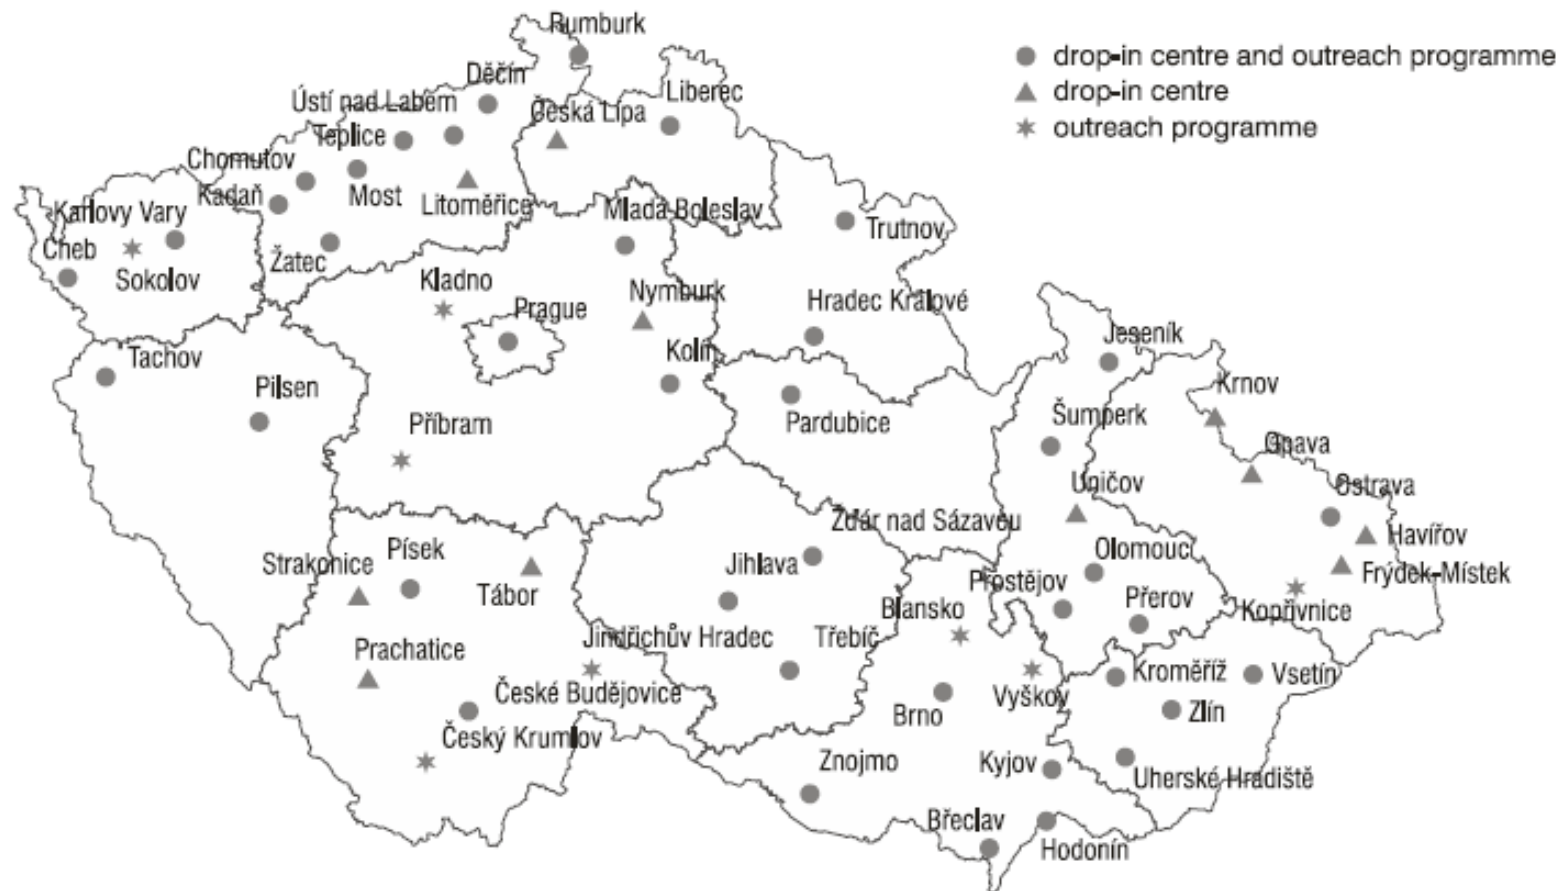 Rumburk
drop-in centre and outreach programme
Děčín
drop-in centre
Ústí nad Labem
Česká Lípa
Liberec
outreach programme
Teplice
Chomutov
Kadaň
Most
Litoměřice
Karlovy Vary
Mladá Boleslav
Trutnov
Cheb
Sokolov
Žatec
Kladno
Nymburk
Prague
Hradec Králové
Jeseník
Tachov
Kolín
Pilsen
Krnov
Příbram
Pardubice
Šumperk
Opava
Uničov
Ostrava
Žďár nad Sázavou
Havířov
Strakonice
Písek
Jihlava
Olomouc
Tábor
Prostějov
Frýdek-Místek
Blansko
Přerov
Kopřivnice
Jindřichův Hradec
Třebíč
Prachatice
Kroměříž
Vsetín
České Budějovice
Vyškov
Brno
Zlín
Český Krumlov
Znojmo
Kyjov
Uherské Hradiště
Břeclav
Hodonín